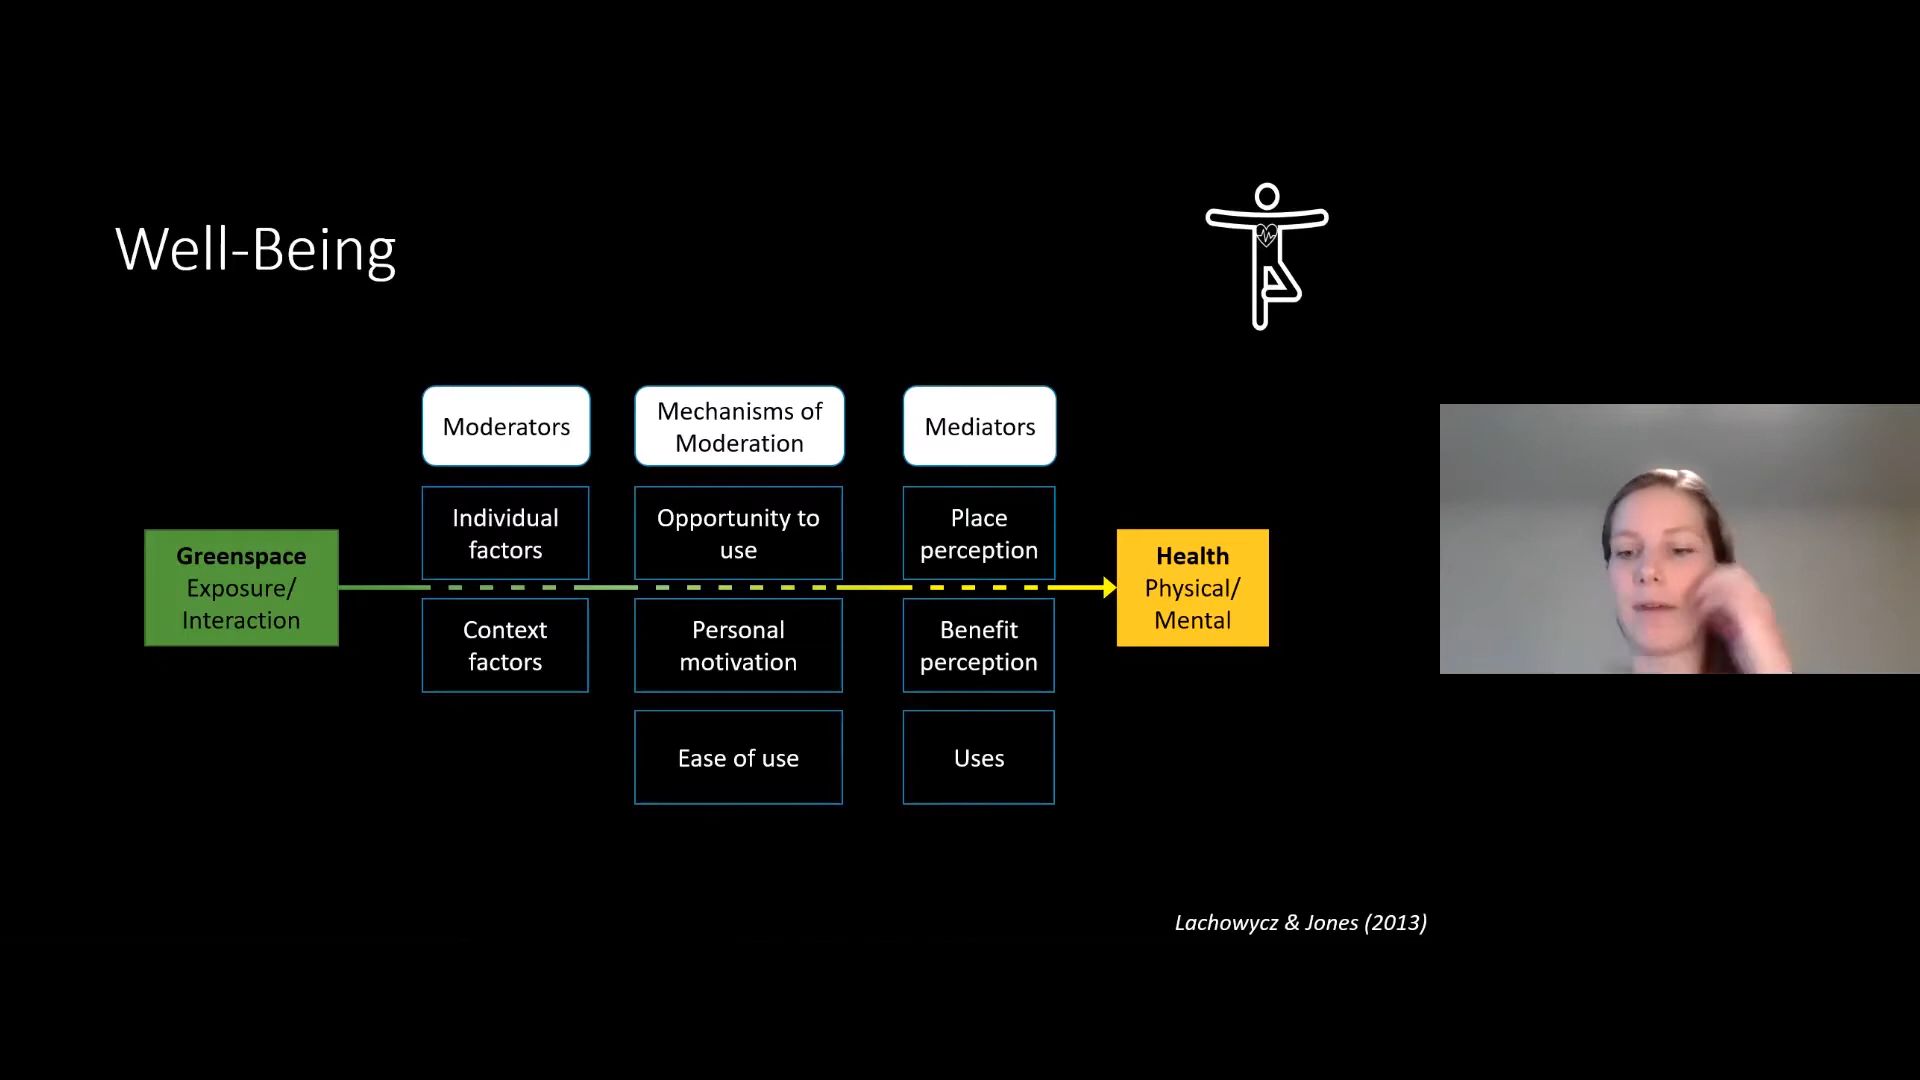 Well-Being
Moderators
Mechanisms of
Moderation
Mediators
Greenspace
Exposure/
Interaction
Individual
factors
Context
factors
Opportunity to
use
Personal
motivation
Ease of use
Place
perception
Benefit
perception
Uses
Health
Physical/
Mental
Lachowycz & Jones (2013)